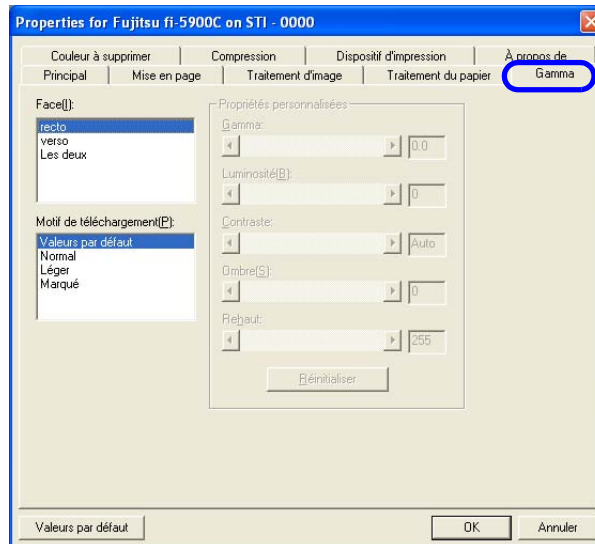 Properties for Fujitsu fi-5900C on STI - 0000
Couleur à supprimer
Compression
Dispositif d'impression
À propos de
Principal
Mise en page
Traitement d'image
Traitement du papier
Gamma
Face(I):
recto
verso
Les deux
Motif de téléchargement(P):
Valeurs par défaut
Normal
Léger
Marqué
Propriétés personnalisées
Gamma:
0.0
Luminosité(B):
0
Contraste:
Auto
Ombre(S):
0
Rehaut:
255
Réinitialiser
Valeurs par défaut
OK
Annuler